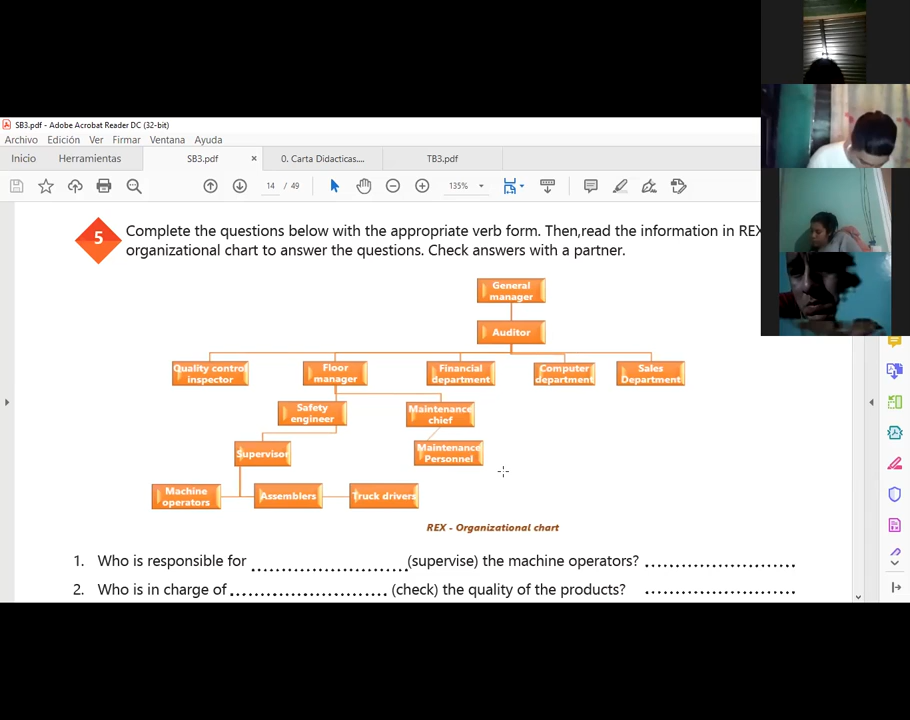 SB3.pdf - Adobe Acrobat Reader DC (32-bit)
Archivo Edición Ver Firmar Ventana Ayuda
Inicio Herramientas SB3.pdf × 0. Carta Didacticas.... TB3.pdf
14 / 49 135%
5 Complete the questions below with the appropriate verb form. Then,read the information in REX
organizational chart to answer the questions. Check answers with a partner.
General
manager
Auditor
Quality control
inspector
Floor
manager
Financial
department
Computer
department
Sales
Department
Safety
engineer
Maintenance
chief
Supervisor
Maintenance
Personnel
Machine
operators
Assemblers
Truck drivers
REX - Organizational chart
1. Who is responsible for ........................... (supervise) the machine operators? ..........................
2. Who is in charge of ........................... (check) the quality of the products? ..........................